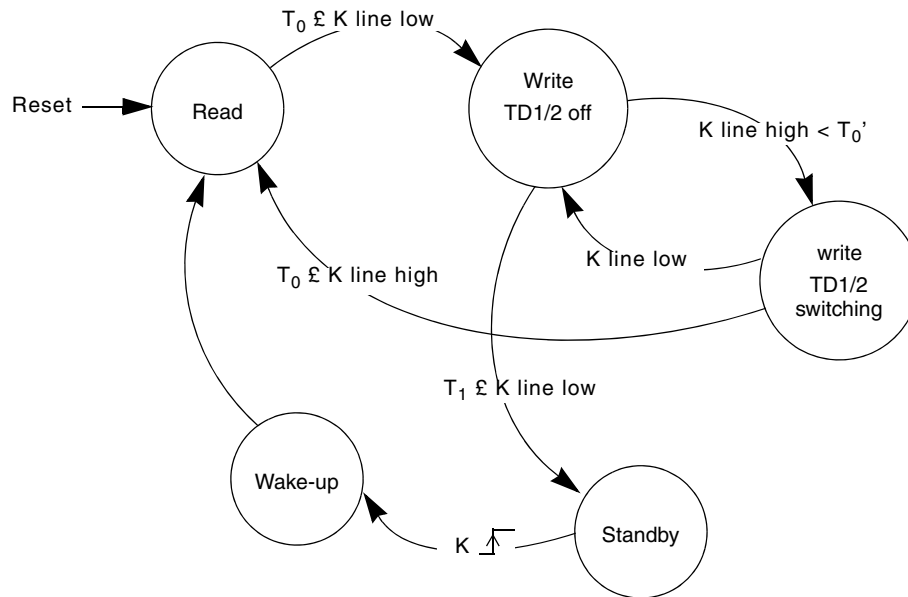 T₀ £ K line low
Reset
Read
Write
TD1/2 off
K line high < T₀’
K line low
write
TD1/2
switching
T₀ £ K line high
T₁ £ K line low
Wake-up
K
Standby